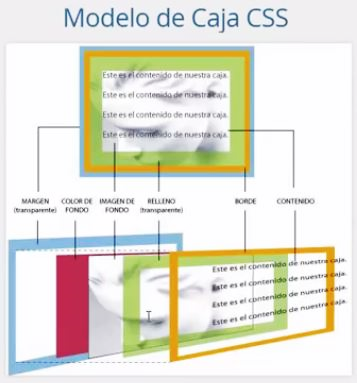 Modelo de Caja CSS
Este es el contenido de nuestra caja.
Este es el contenido de nuestra caja.
Este es el contenido de nuestra caja.
Este es el contenido de nuestra caja.
MARGEN (transparente)
COLOR DE FONDO
IMAGEN DE FONDO
RELLENO (transparente)
BORDE
CONTENIDO
Este es el contenido de nuestra caja.
Este es el contenido de nuestra caja.
Este es el contenido de nuestra caja.
Este es el contenido de nuestra caja.